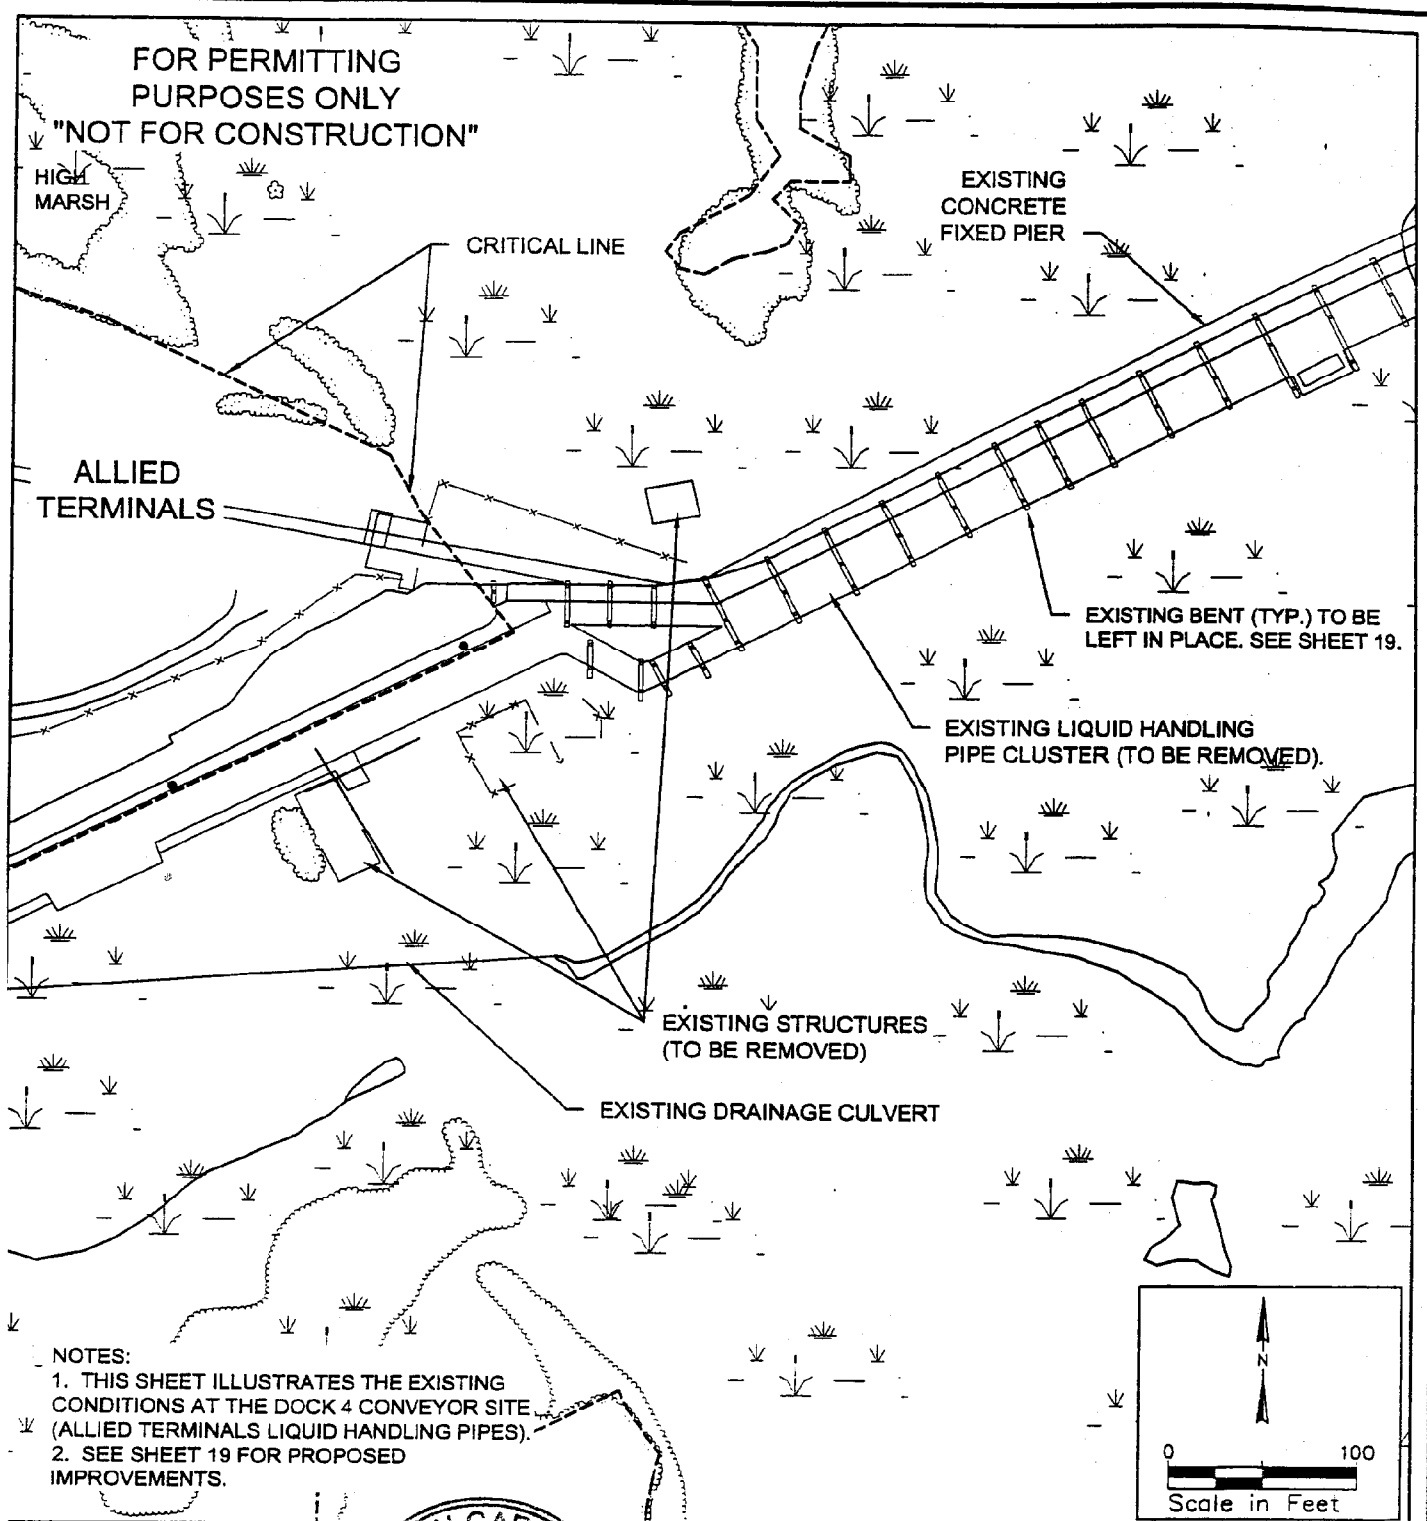 FOR PERMITTING
PURPOSES ONLY
"NOT FOR CONSTRUCTION"
HIGH
MARSH
CRITICAL LINE
EXISTING
CONCRETE
FIXED PIER
ALLIED
TERMINALS
EXISTING BENT (TYP.) TO BE
LEFT IN PLACE. SEE SHEET 19.
EXISTING LIQUID HANDLING
PIPE CLUSTER (TO BE REMOVED).
EXISTING STRUCTURES
(TO BE REMOVED)
EXISTING DRAINAGE CULVERT
NOTES:
1. THIS SHEET ILLUSTRATES THE EXISTING
CONDITIONS AT THE DOCK 4 CONVEYOR SITE
(ALLIED TERMINALS LIQUID HANDLING PIPES).
2. SEE SHEET 19 FOR PROPOSED
IMPROVEMENTS.
N
0 100
Scale in Feet